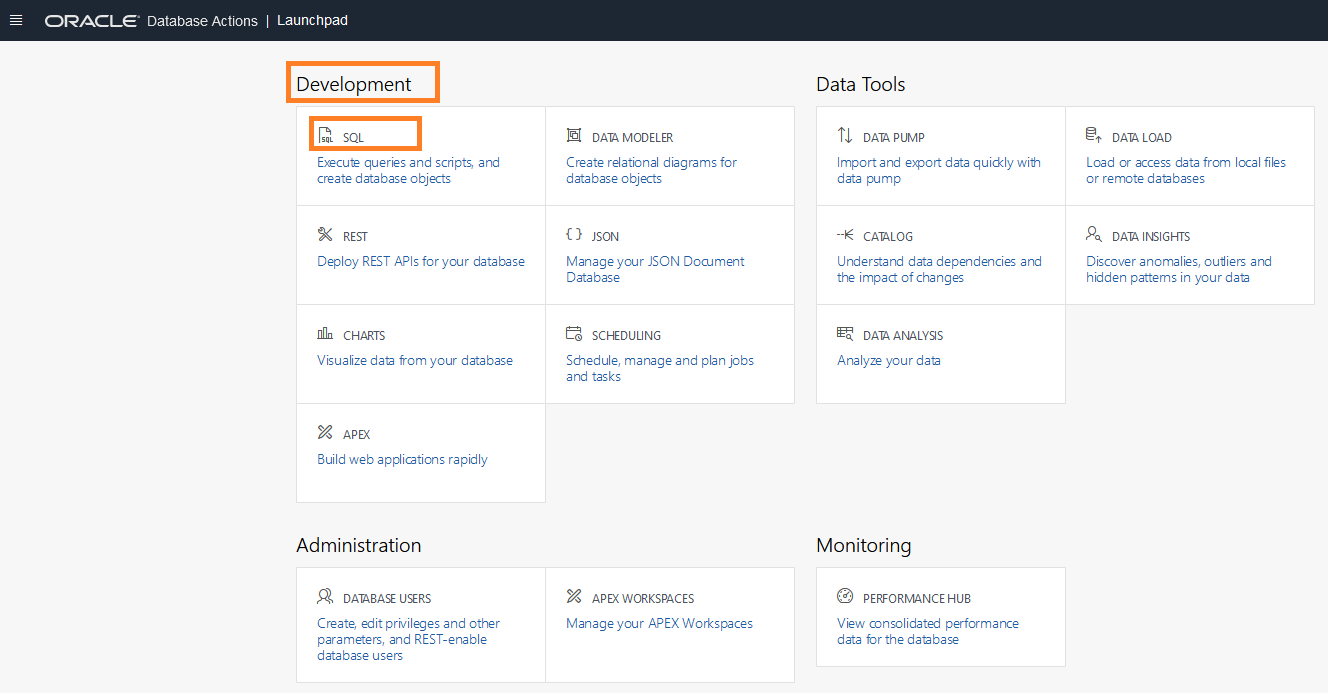 ORACLE Database Actions | Launchpad
Development
SQL
Execute queries and scripts, and
create database objects
DATA MODELER
Create relational diagrams for
database objects
REST
Deploy REST APIs for your database
JSON
Manage your JSON Document
Database
CHARTS
Visualize data from your database
SCHEDULING
Schedule, manage and plan jobs
and tasks
APEX
Build web applications rapidly
Data Tools
DATA PUMP
Import and export data quickly with
data pump
DATA LOAD
Load or access data from local files
or remote databases
CATALOG
Understand data dependencies and
the impact of changes
DATA INSIGHTS
Discover anomalies, outliers and
hidden patterns in your data
DATA ANALYSIS
Analyze your data
Administration
DATABASE USERS
Create, edit privileges and other
parameters, and REST-enable
database users
APEX WORKSPACES
Manage your APEX Workspaces
Monitoring
PERFORMANCE HUB
View consolidated performance
data for the database